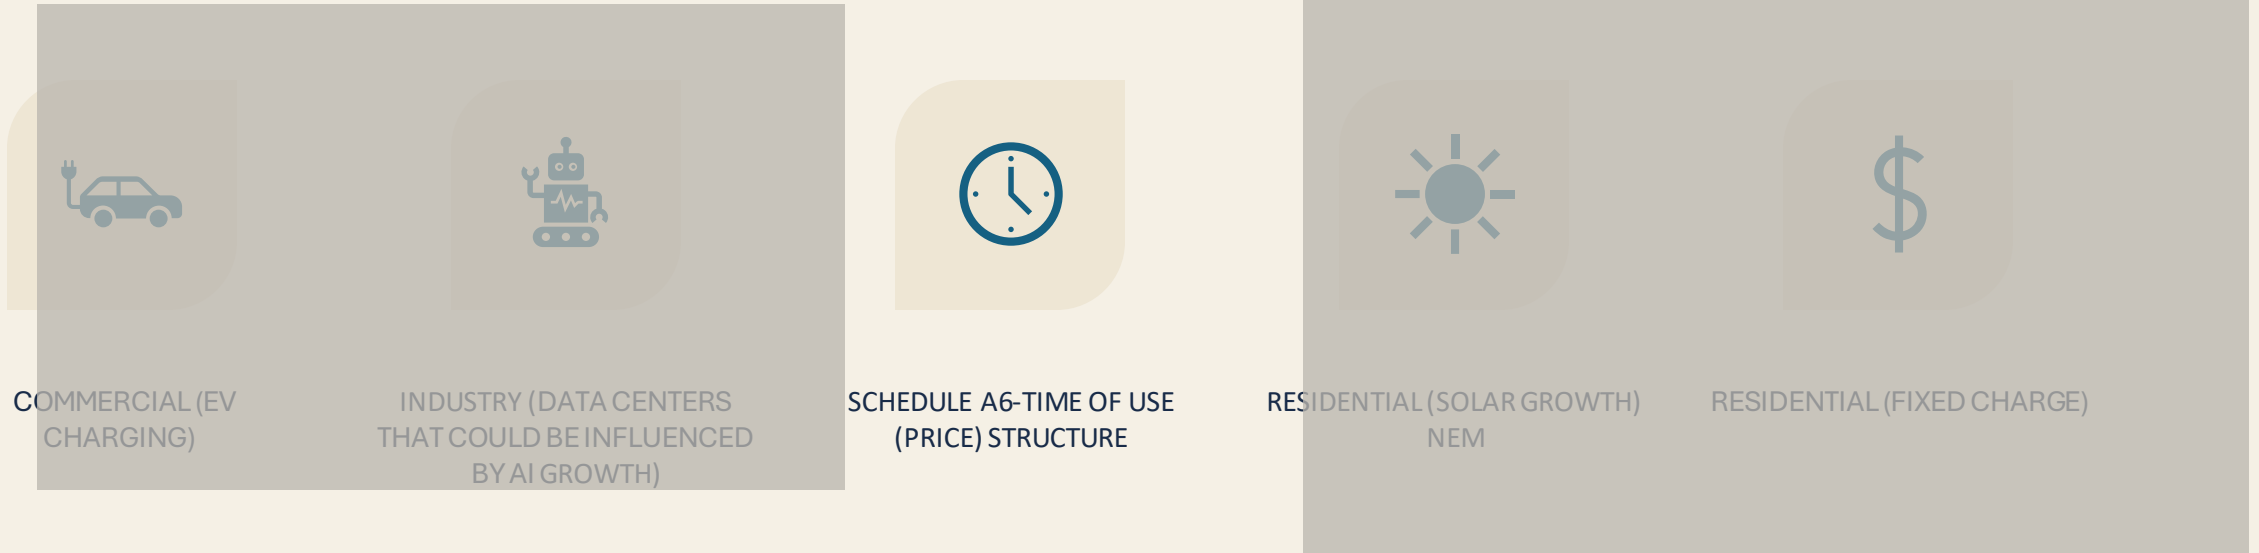 COMMERCIAL (EV
CHARGING)
INDUSTRY (DATA CENTERS
THAT COULD BE INFLUENCED
BY AI GROWTH)
SCHEDULE A6-TIME OF USE
(PRICE) STRUCTURE
RESIDENTIAL (SOLAR GROWTH)
NEM
RESIDENTIAL (FIXED CHARGE)